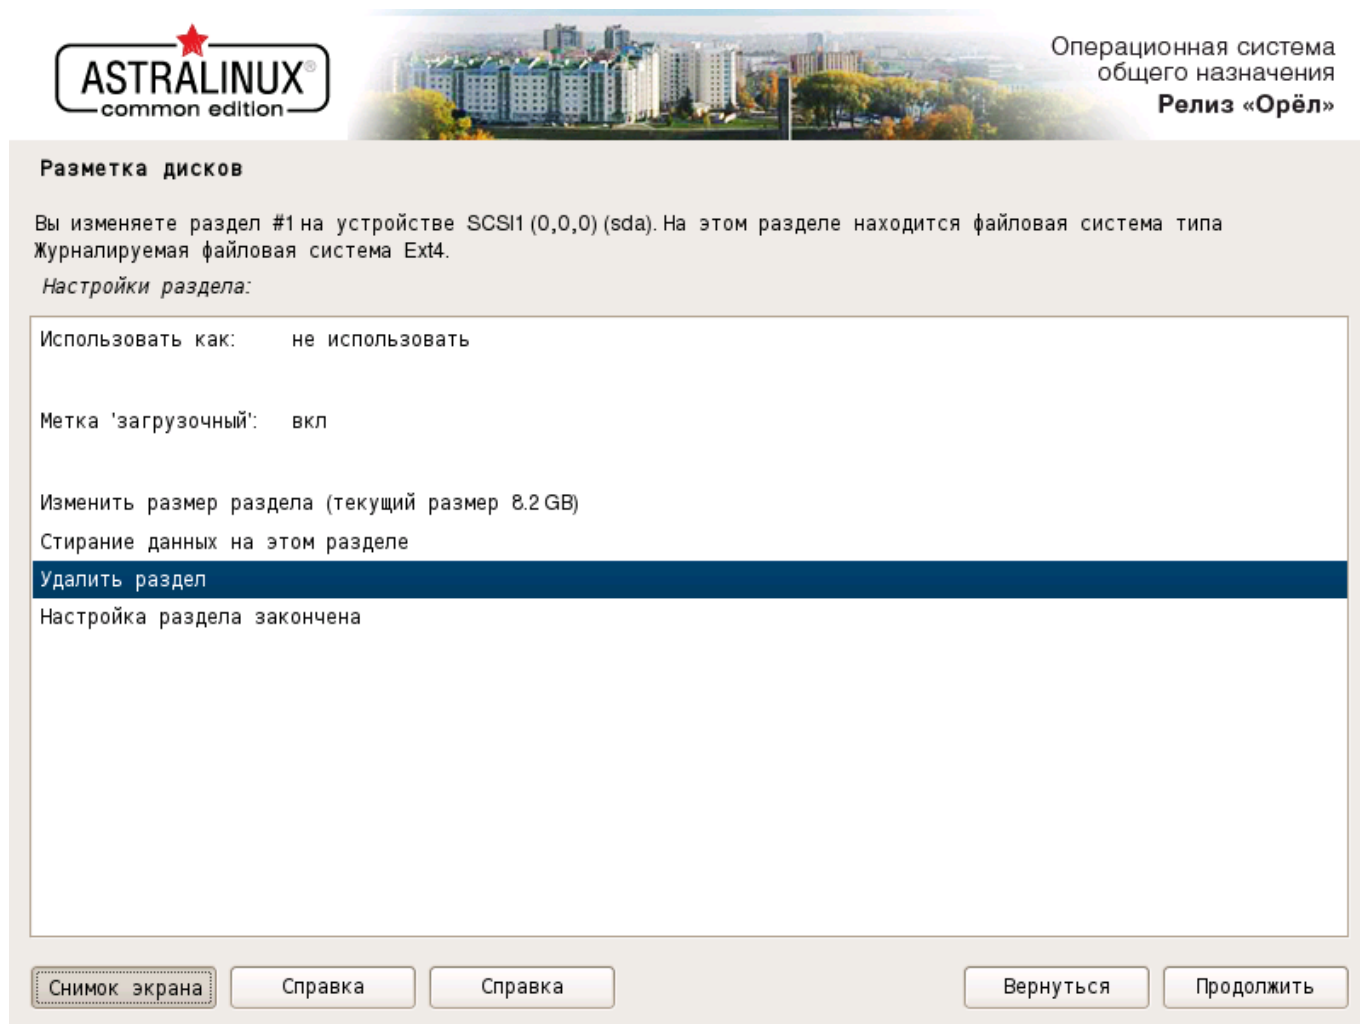 ASTRALINUX®
common edition
Операционная система
общего назначения
Релиз «Орёл»
Разметка дисков
Вы изменяете раздел #1 на устройстве SCSI1 (0,0,0) (sda). На этом разделе находится файловая система типа
Журналируемая файловая система Ext4.
Настройки раздела:
Использовать как: не использовать
Метка 'загрузочный': вкл
Изменить размер раздела (текущий размер 8.2 GB)
Стирание данных на этом разделе
Удалить раздел
Настройка раздела закончена
Снимок экрана Справка Справка Вернуться Продолжить